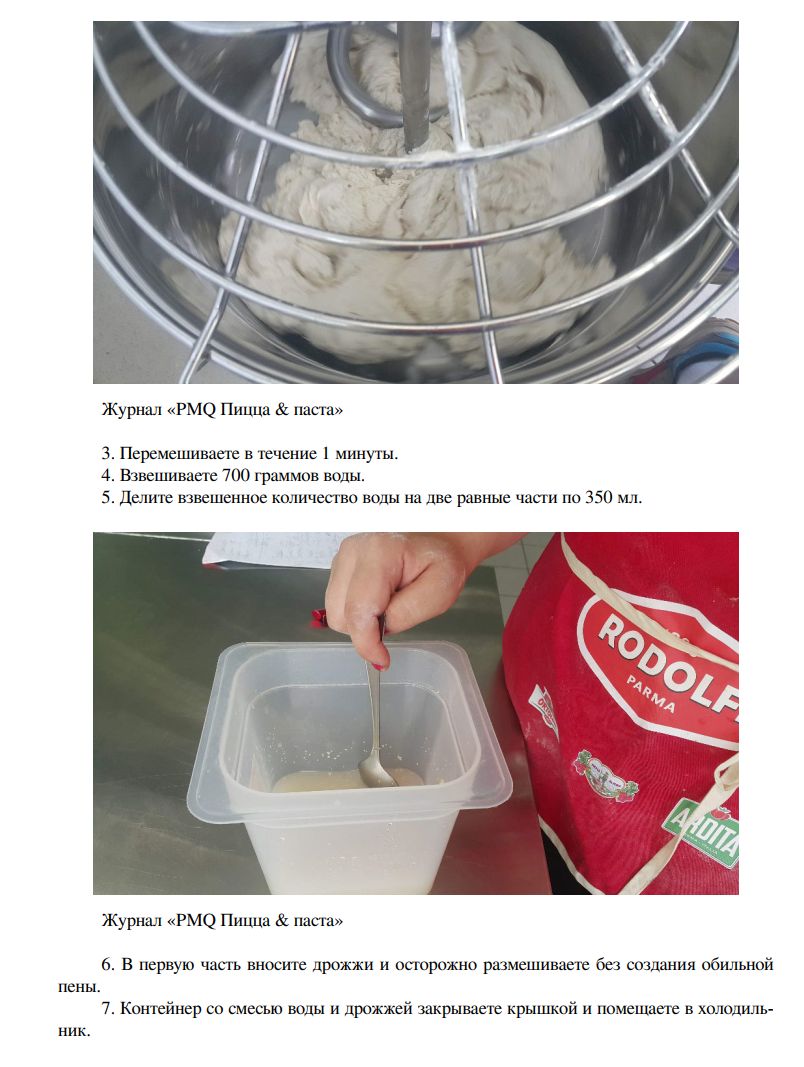 Журнал «PMQ Пицца & паста»
3. Перемешиваете в течение 1 минуты.
4. Взвешиваете 700 граммов воды.
5. Делите взвешенное количество воды на две равные части по 350 мл.
RODOLF
PARMA
ARDITA
Журнал «PMQ Пицца & паста»
6. В первую часть вносите дрожжи и осторожно размешиваете без создания обильной
пены.
7. Контейнер со смесью воды и дрожжей закрываете крышкой и помещаете в холодиль-
ник.